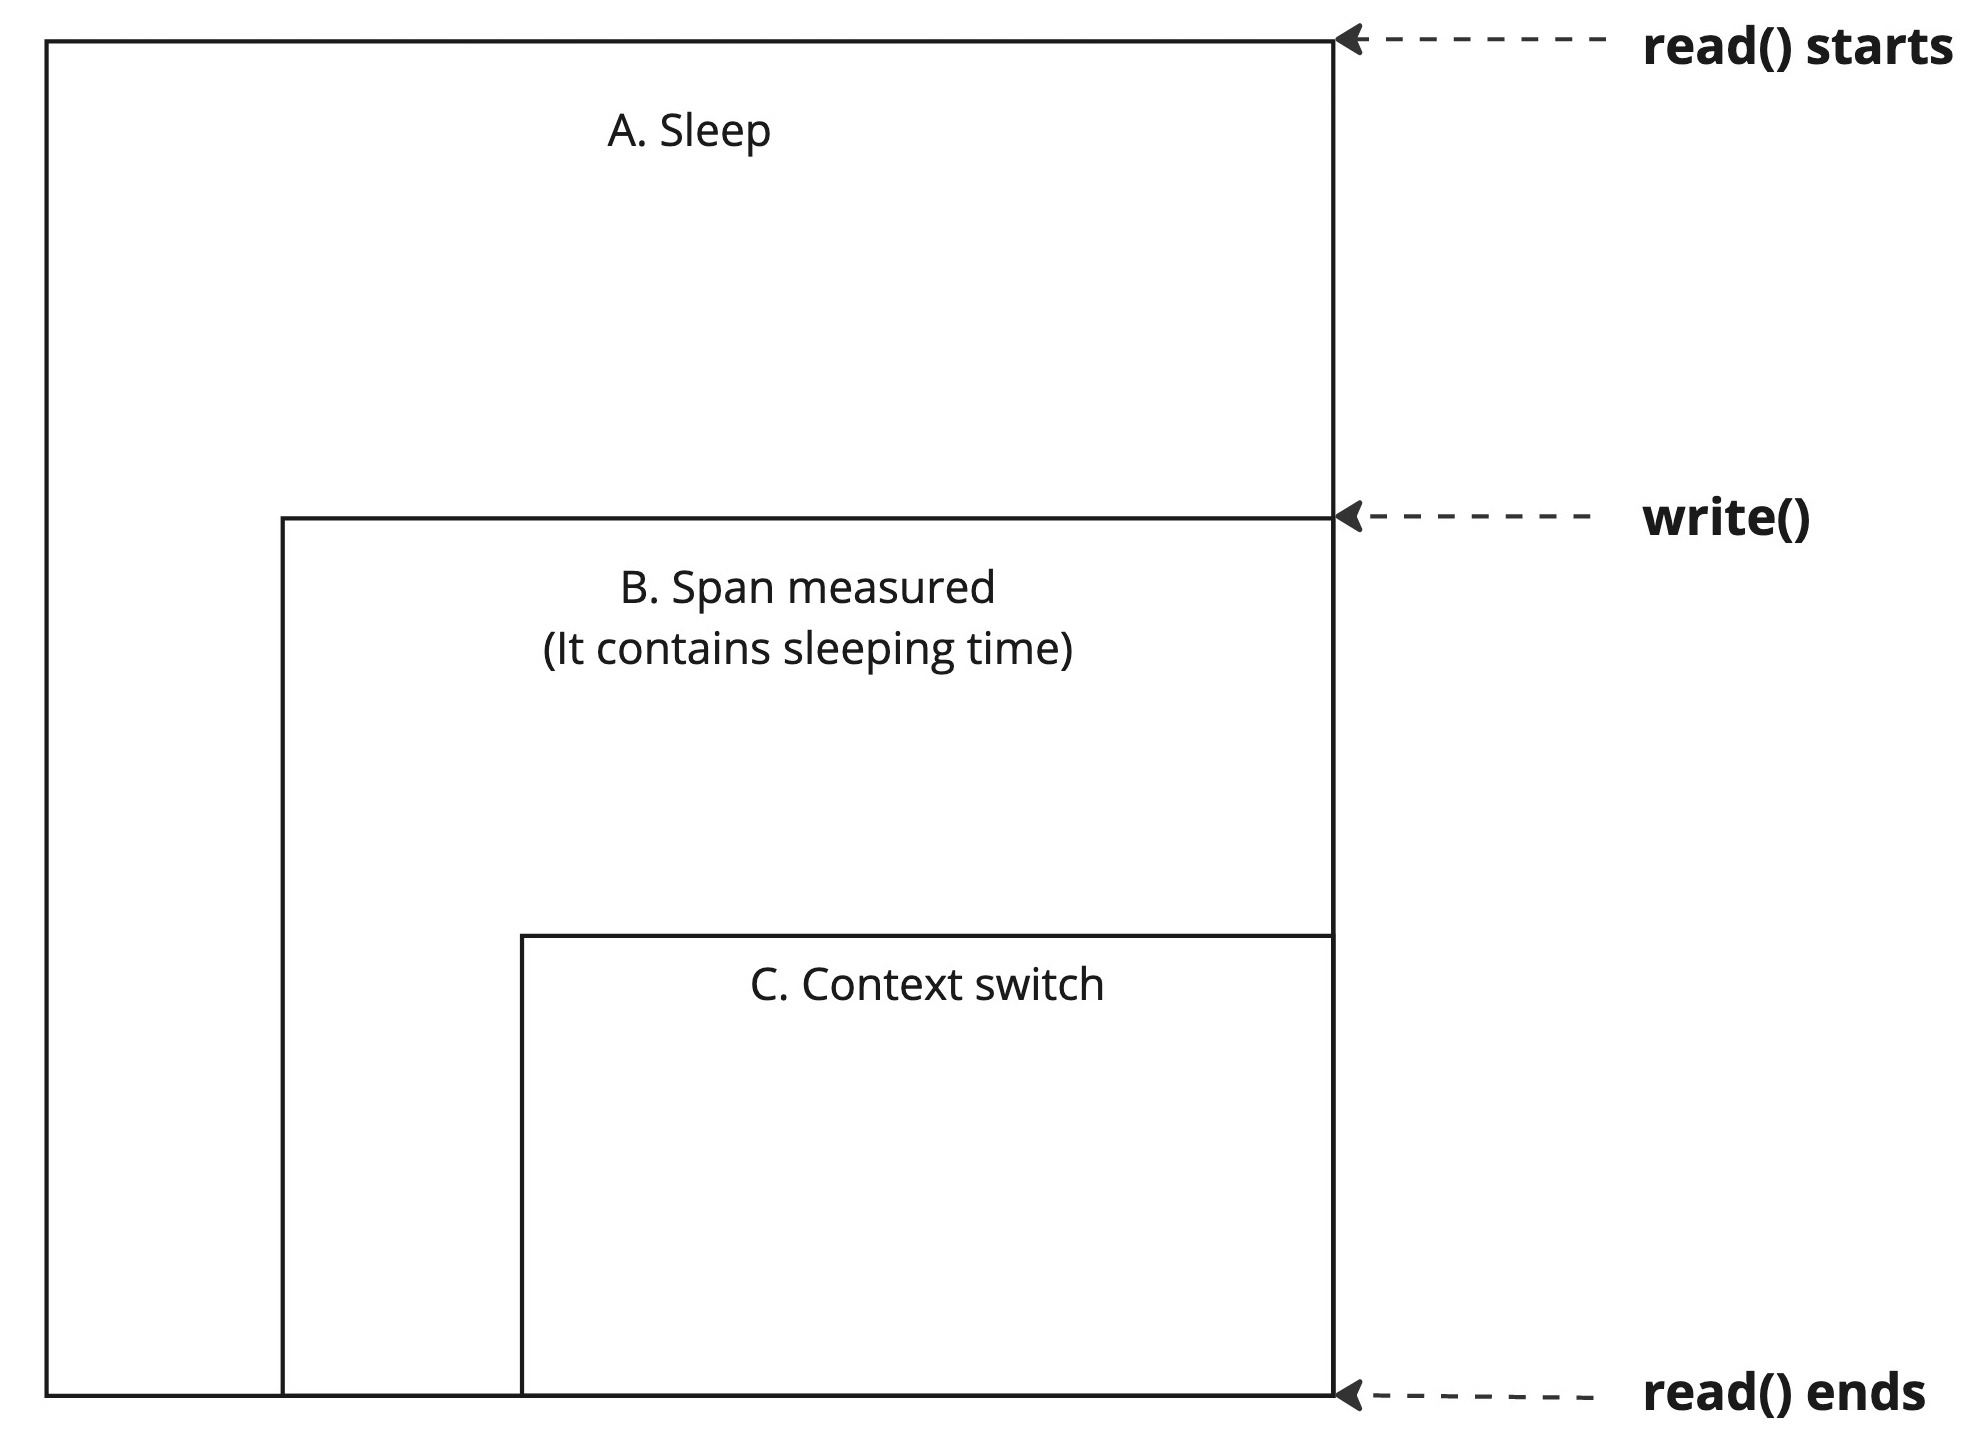 read() starts
A. Sleep
write()
B. Span measured
(It contains sleeping time)
C. Context switch
read() ends